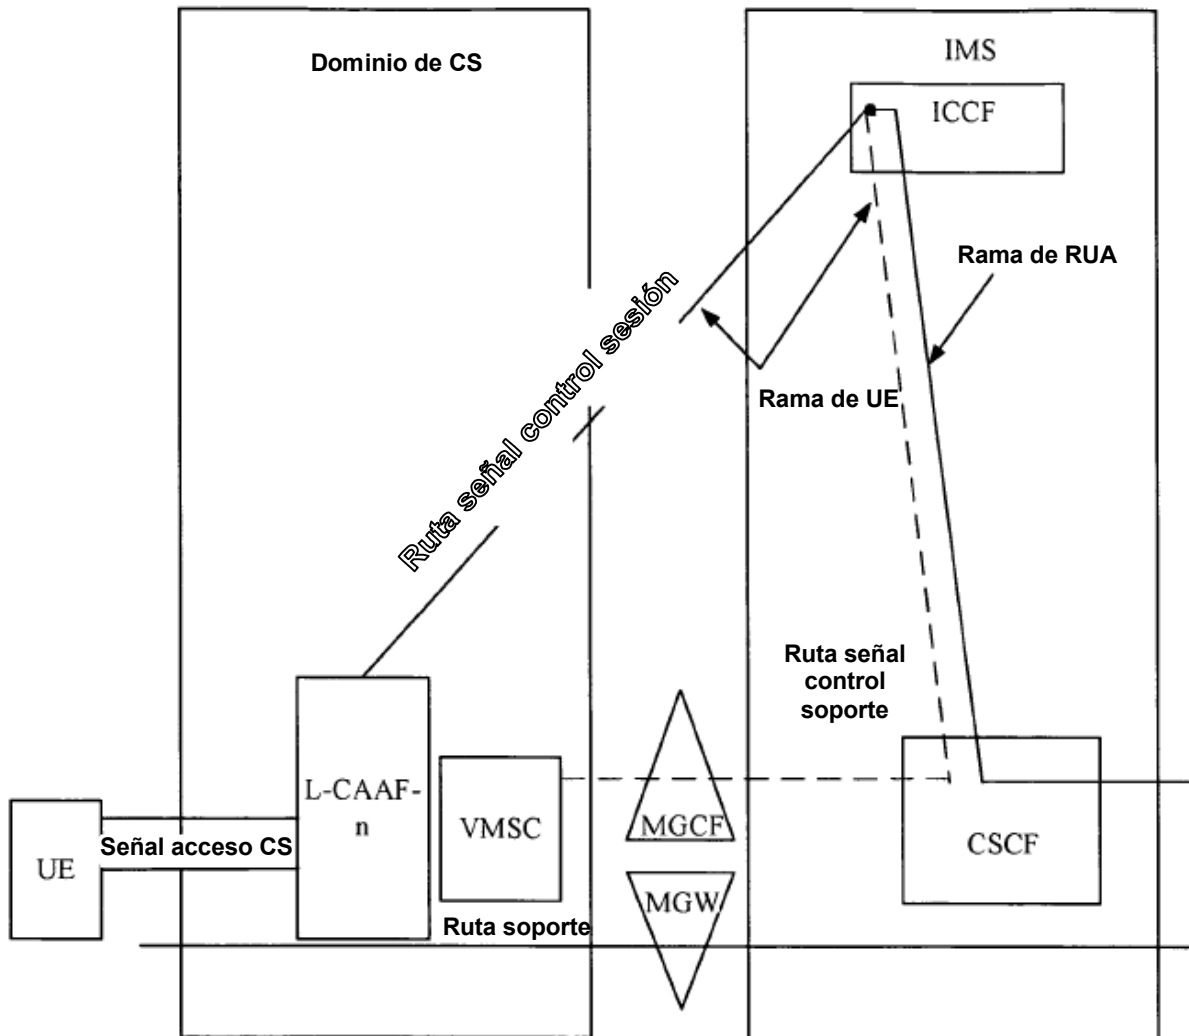 Dominio de CS
IMS
ICCF
Rama de RUA
Ruta señal control sesión
Rama de UE
Ruta señal
control
soporte
L-CAAF-
n
VMSC
MGCF
CSCF
UE
Señal acceso CS
MGW
Ruta soporte